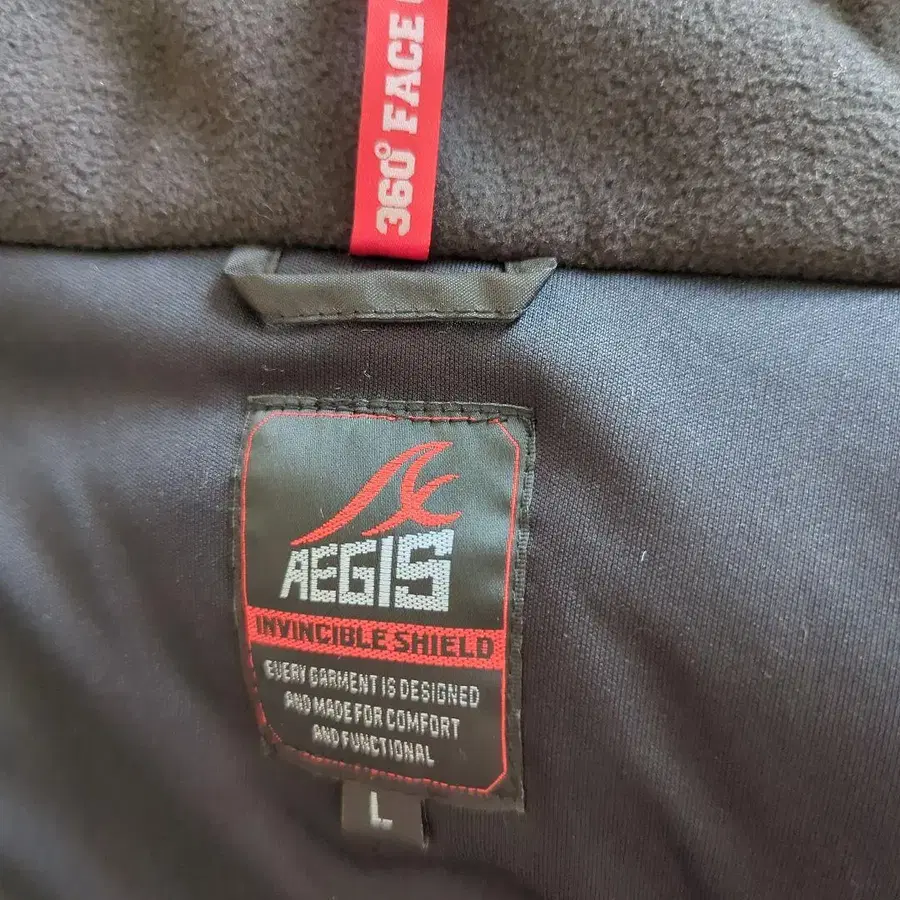 360° FACE
AEGIS
INVINCIBLE SHIELD
EVERY GARMENT IS DESIGNED
AND MADE FOR COMFORT
AND FUNCTIONAL
L